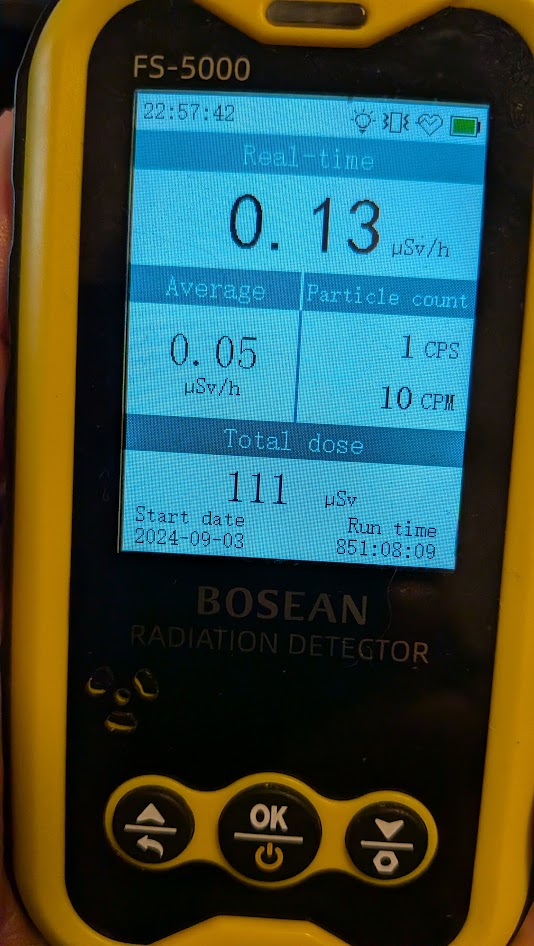 FS-5000
22:57:42
Real-time
0.13 µSv/h
Average
Particle count
0.05
µSv/h
1 CPS
10 CPM
Total dose
111 µSv
Start date
2024-09-03
Run time
851:08:09
BOSEAN
RADIATION DETECTOR
OK